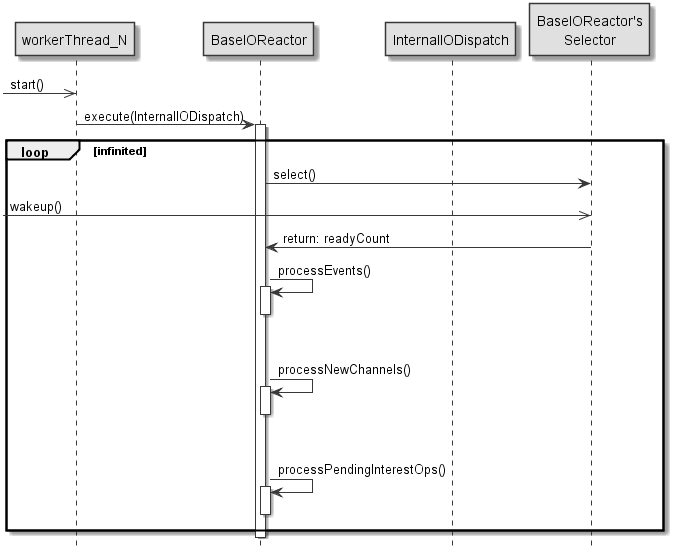 workerThread_N
BaseIOReactor
InternalIODispatch
BaseIOReactor's
Selector
start()
execute(InternalIODispatch)
loop
[infinited]
select()
wakeup()
return: readyCount
processEvents()
processNewChannels()
processPendingInterestOps()